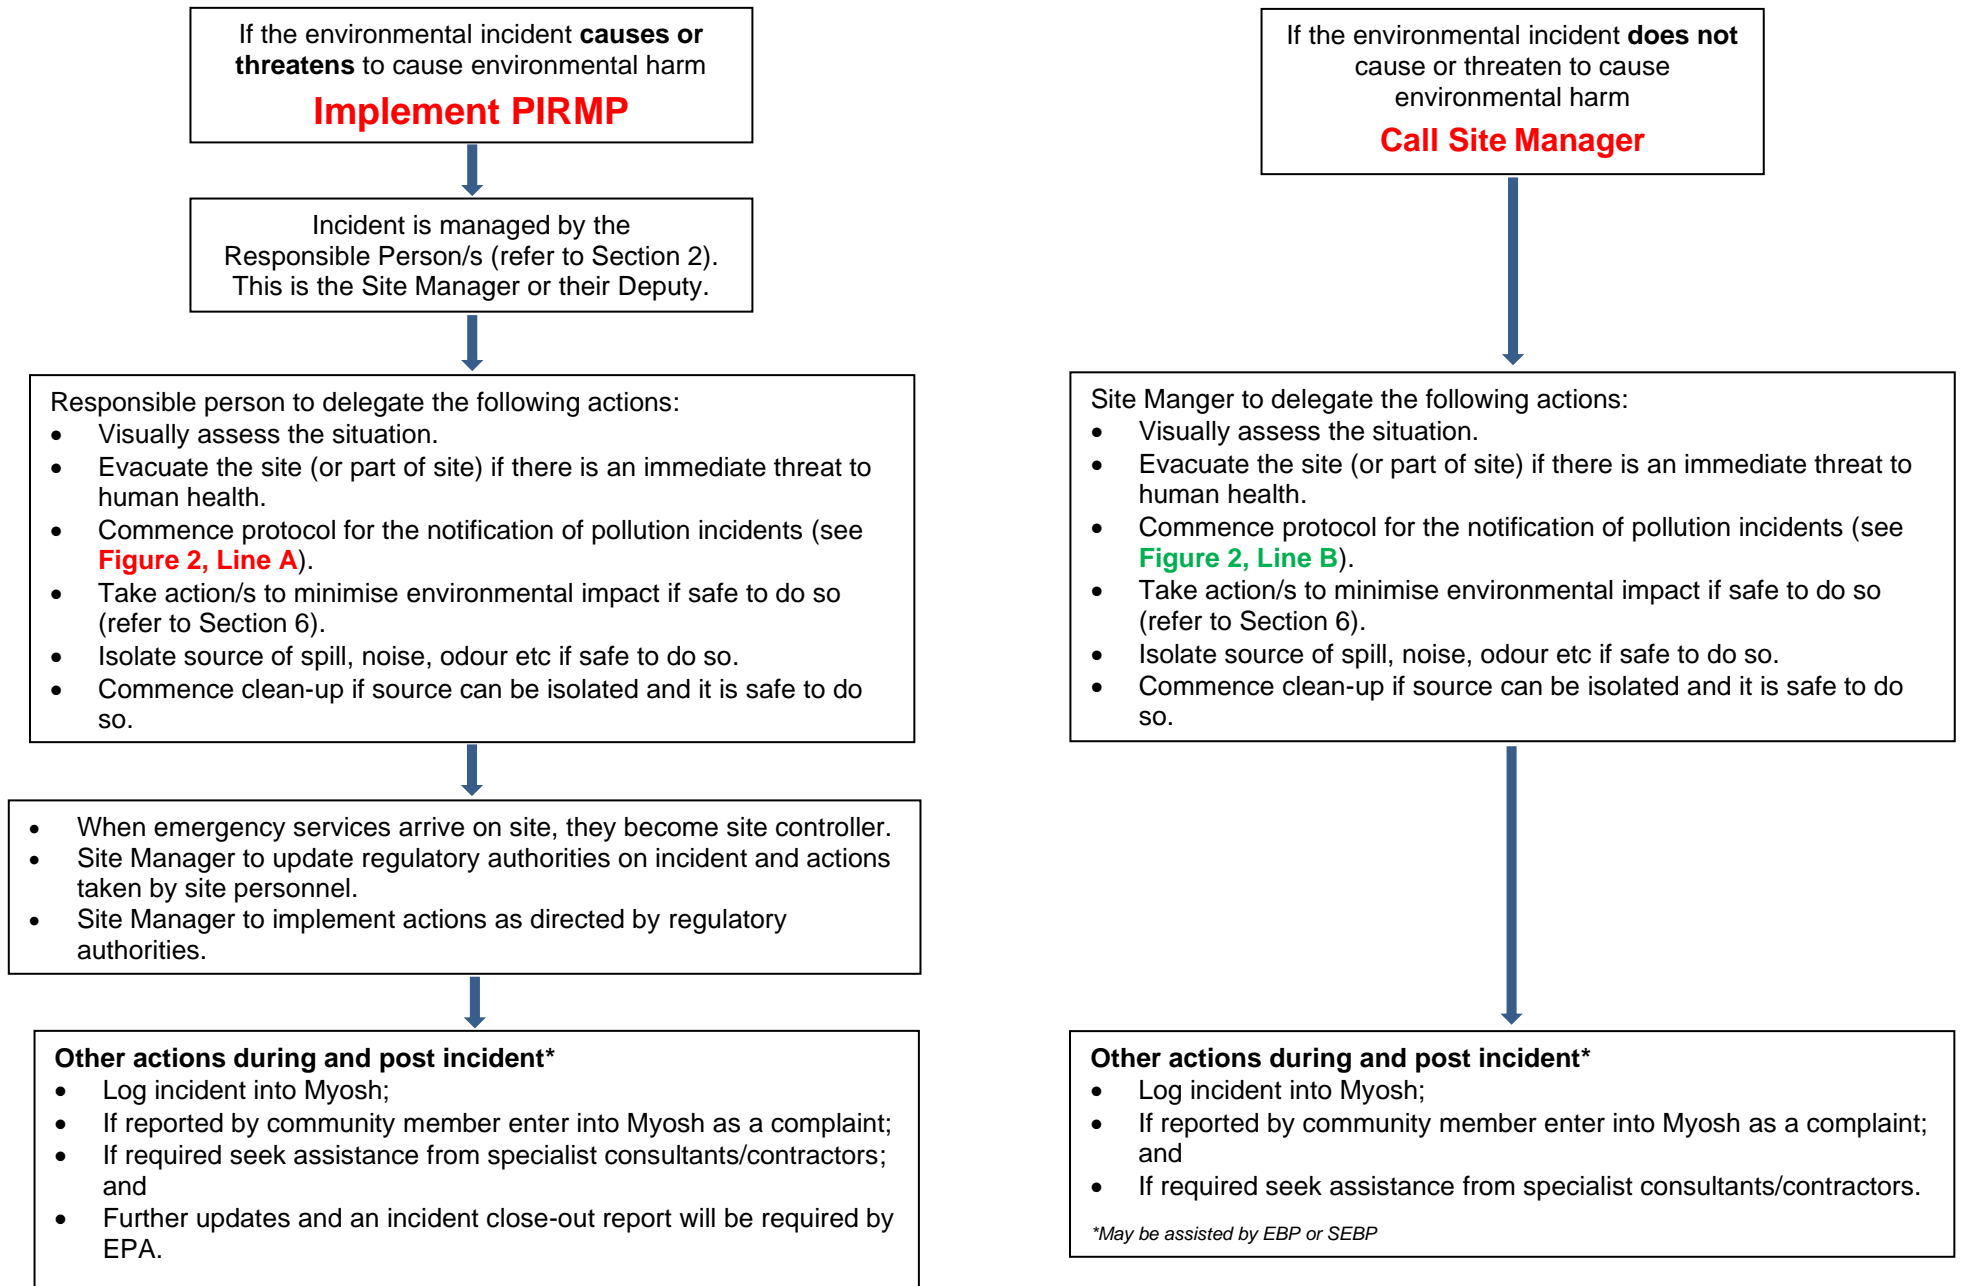 If the environmental incident causes or
threatens to cause environmental harm
Implement PIRMP
Incident is managed by the
Responsible Person/s (refer to Section 2).
This is the Site Manager or their Deputy.
Responsible person to delegate the following actions:
• Visually assess the situation.
• Evacuate the site (or part of site) if there is an immediate threat to
human health.
• Commence protocol for the notification of pollution incidents (see
Figure 2, Line A).
• Take action/s to minimise environmental impact if safe to do so
(refer to Section 6).
• Isolate source of spill, noise, odour etc if safe to do so.
• Commence clean-up if source can be isolated and it is safe to do
so.
• When emergency services arrive on site, they become site controller.
• Site Manager to update regulatory authorities on incident and actions
taken by site personnel.
• Site Manager to implement actions as directed by regulatory
authorities.
Other actions during and post incident*
• Log incident into Myosh;
• If reported by community member enter into Myosh as a complaint;
• If required seek assistance from specialist consultants/contractors;
and
• Further updates and an incident close-out report will be required by
EPA.
If the environmental incident does not
cause or threaten to cause
environmental harm
Call Site Manager
Site Manger to delegate the following actions:
• Visually assess the situation.
• Evacuate the site (or part of site) if there is an immediate threat to
human health.
• Commence protocol for the notification of pollution incidents (see
Figure 2, Line B).
• Take action/s to minimise environmental impact if safe to do so
(refer to Section 6).
• Isolate source of spill, noise, odour etc if safe to do so.
• Commence clean-up if source can be isolated and it is safe to do
so.
Other actions during and post incident*
• Log incident into Myosh;
• If reported by community member enter into Myosh as a complaint;
and
• If required seek assistance from specialist consultants/contractors.
*May be assisted by EBP or SEBP